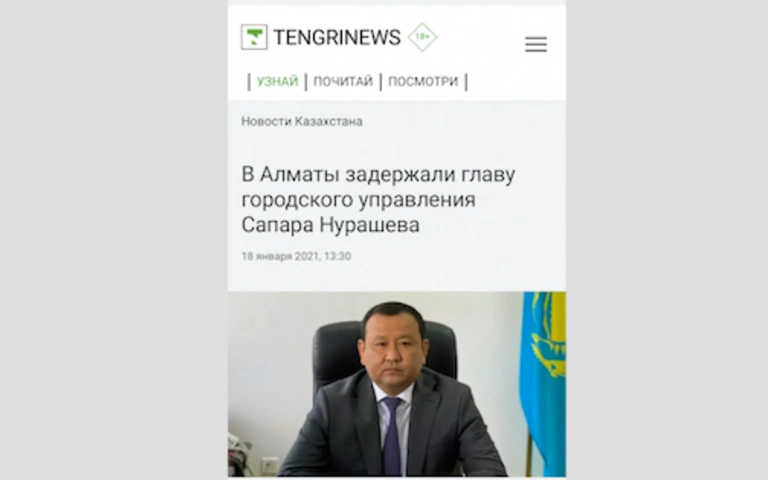 TENGRINEWS 18+
УЗНАЙ | ПОЧИТАЙ | ПОСМОТРИ
Новости Казахстана
В Алматы задержали главу
городского управления
Сапара Нурашева
18 января 2021, 13:30